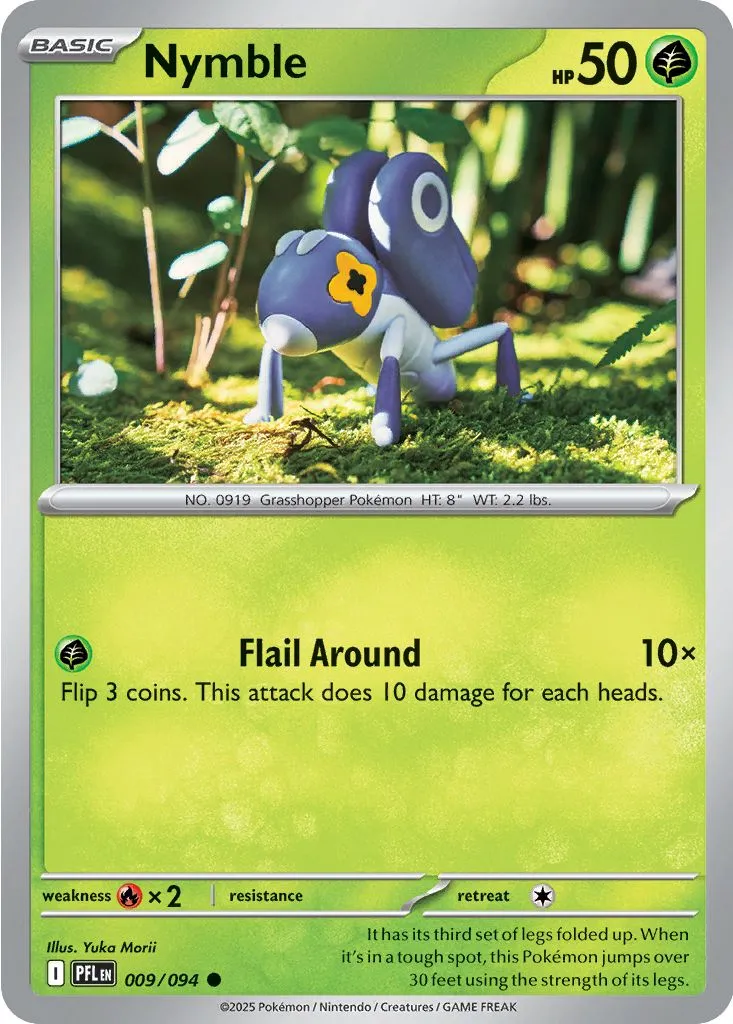 BASIC
Nymble
HP 50
NO. 0919 Grasshopper Pokémon HT: 8" WT: 2.2 lbs.
Flail Around 10×
Flip 3 coins. This attack does 10 damage for each heads.
weakness × 2 resistance retreat
Illus. Yuka Morii
I PFL EN 009/094
It has its third set of legs folded up. When
it's in a tough spot, this Pokémon jumps over
30 feet using the strength of its legs.
©2025 Pokémon / Nintendo / Creatures / GAME FREAK